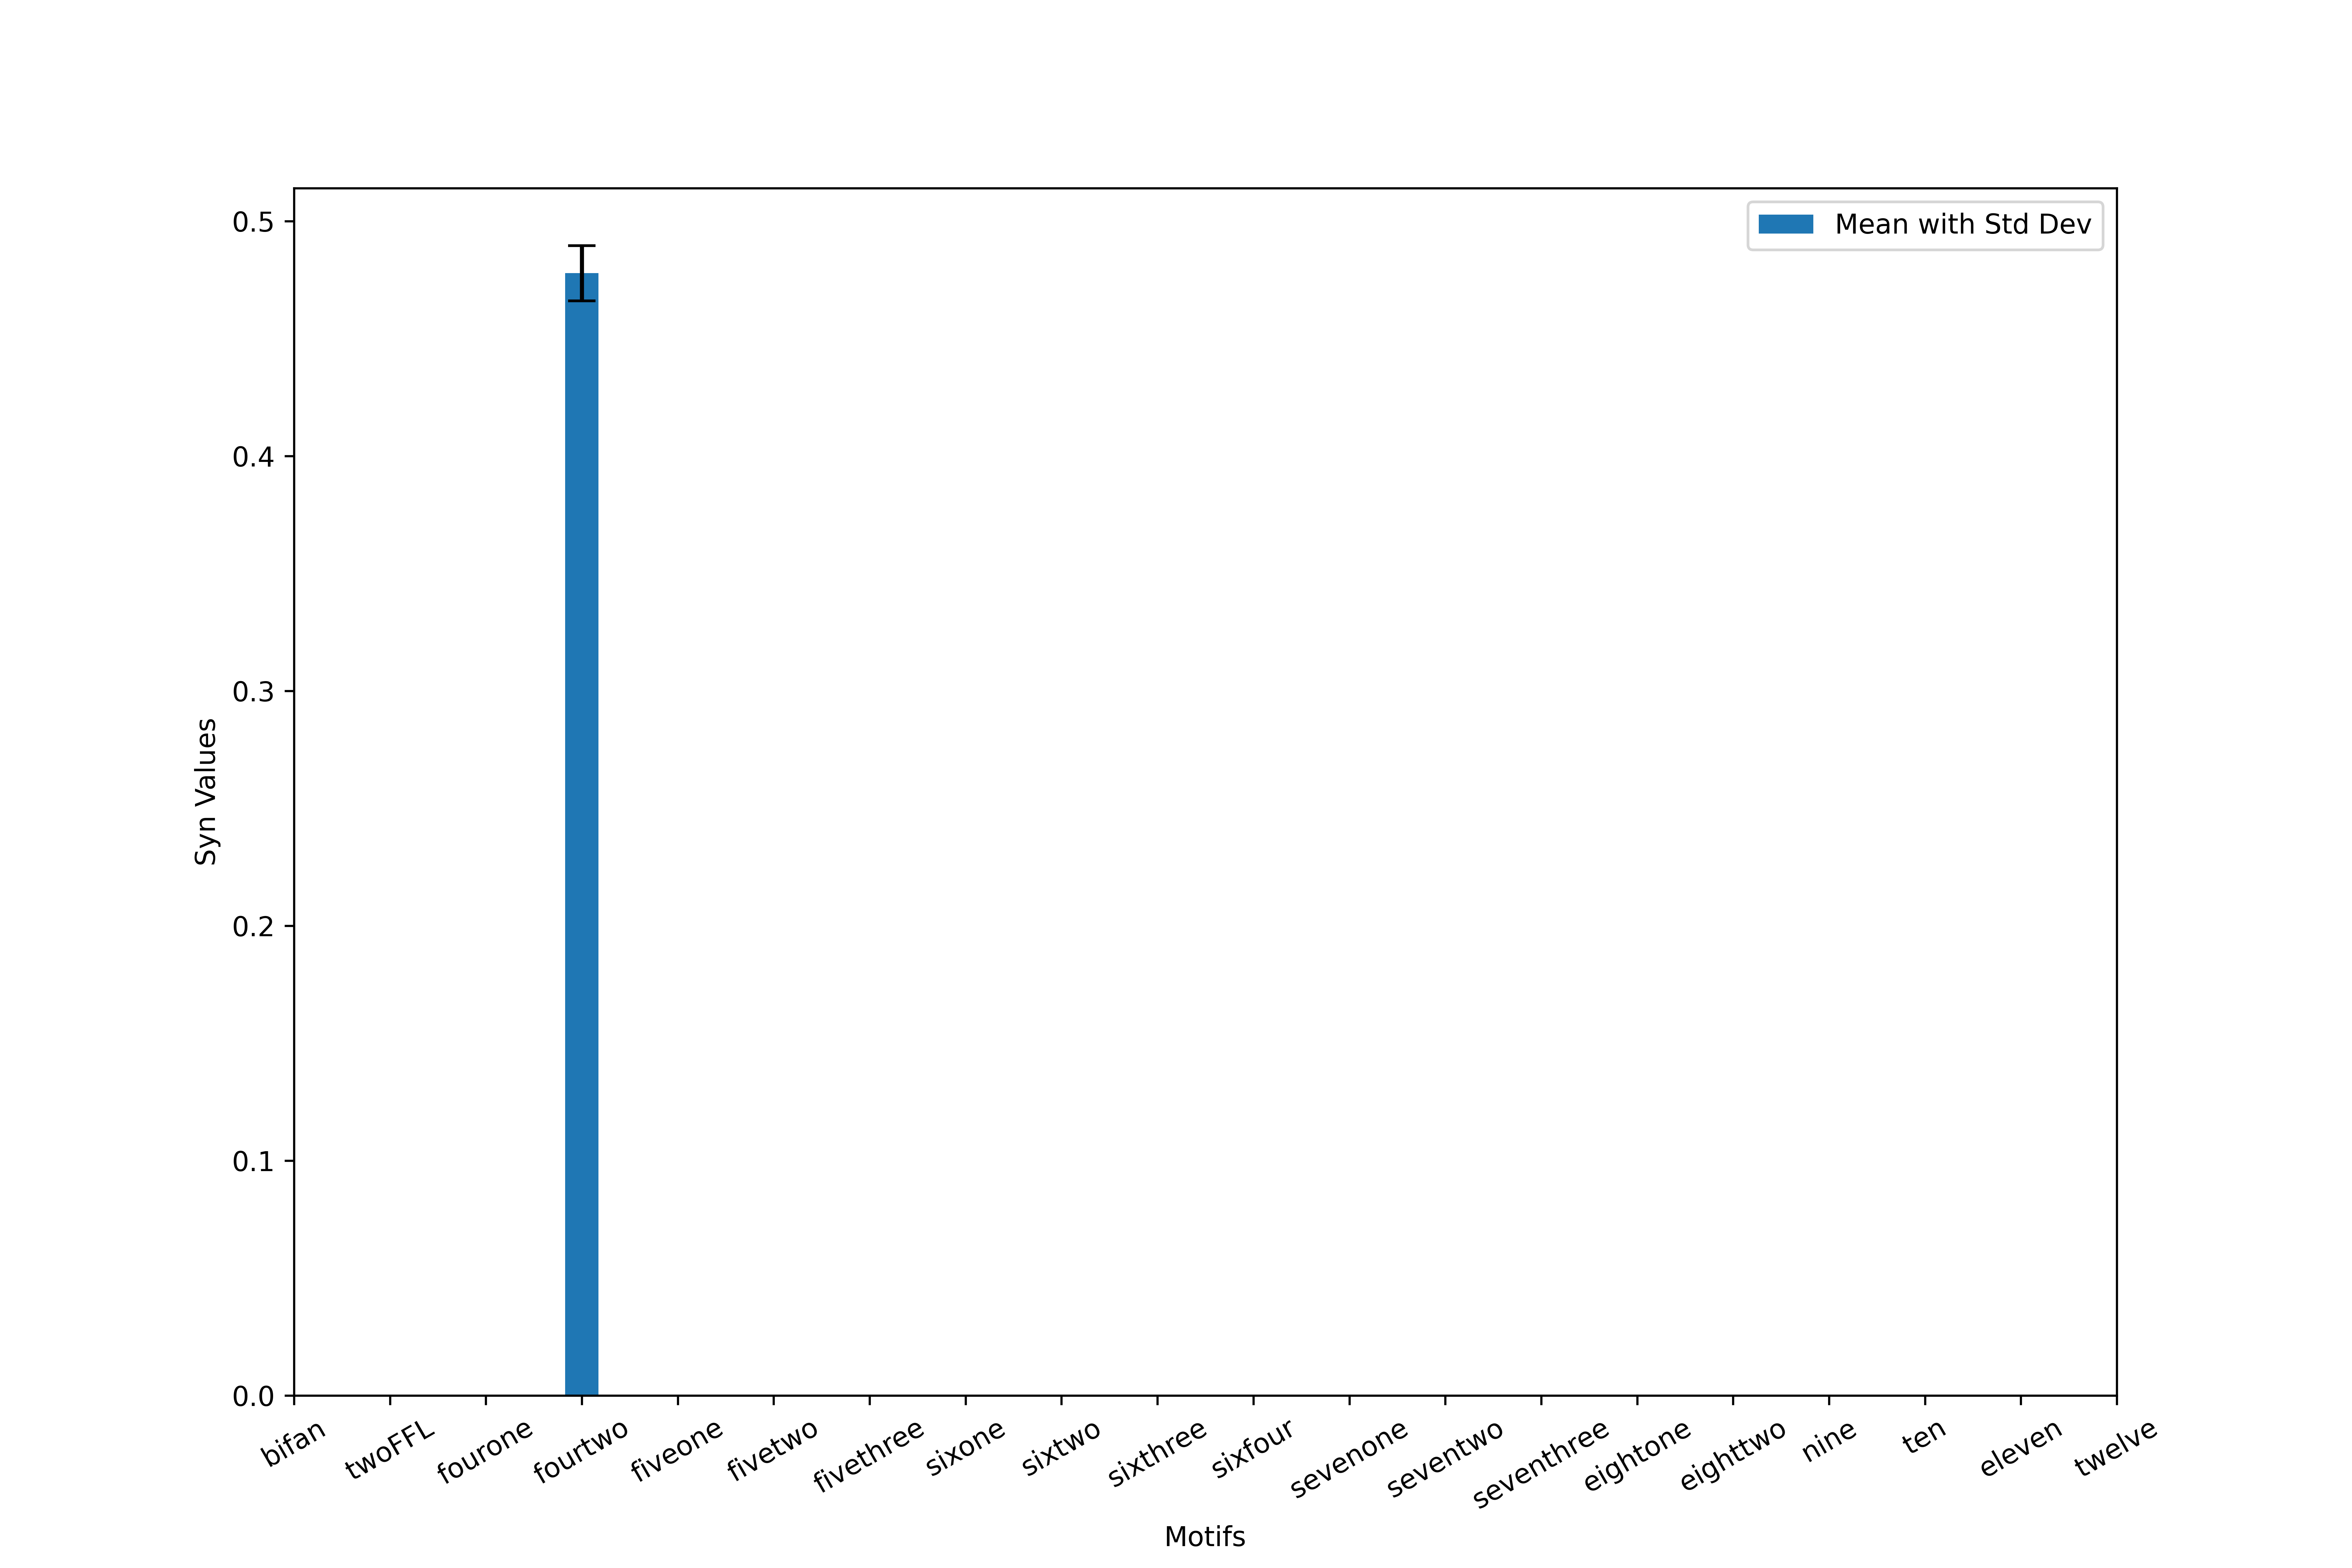 Mean with Std Dev
0.5
0.4
0.3
0.2
0.1
0.0
Syn Values
bifan
twoFFL
fourone
fourtwo
fiveone
fivetwo
fivethree
sixone
sixtwo
sixthree
sixfour
sevenone
seventwo
seventhree
eightone
eighttwo
nine
ten
eleven
twelve
Motifs